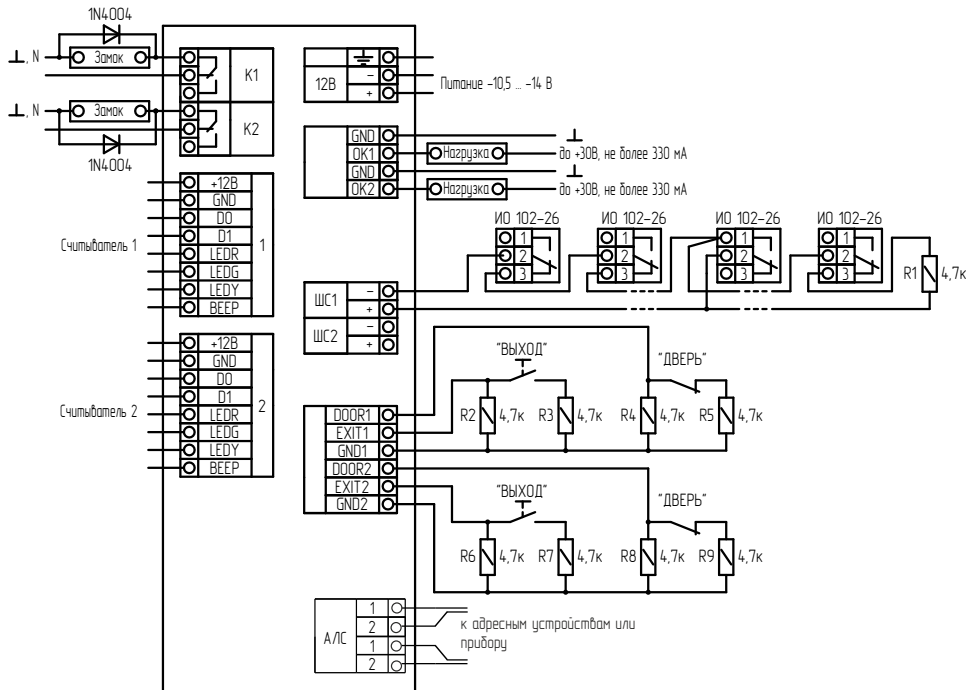 1N4004
⊥, N
Замок
К1
⊥, N
Замок
К2
1N4004
12В
–
+
Питание –10,5 ... –14 В
GND
OK1
GND
OK2
Нагрузка
Нагрузка
⊥
до +30В, не более 330 мА
⊥
до +30В, не более 330 мА
Считыватель 1
+12В
GND
D0
D1
LEDR
LEDG
LEDY
BEEP
1
Считыватель 2
+12В
GND
D0
D1
LEDR
LEDG
LEDY
BEEP
2
ИО 102–26
1
2
3
ИО 102–26
1
2
3
ИО 102–26
1
2
3
ИО 102–26
1
2
3
R1
4,7к
ШС1
–
+
ШС2
–
+
DOOR1
EXIT1
GND1
DOOR2
EXIT2
GND2
"ВЫХОД"
"ДВЕРЬ"
R2
4,7к
R3
4,7к
R4
4,7к
R5
4,7к
"ВЫХОД"
"ДВЕРЬ"
R6
4,7к
R7
4,7к
R8
4,7к
R9
4,7к
АЛС
1
2
1
2
к адресным устройствам или
прибору